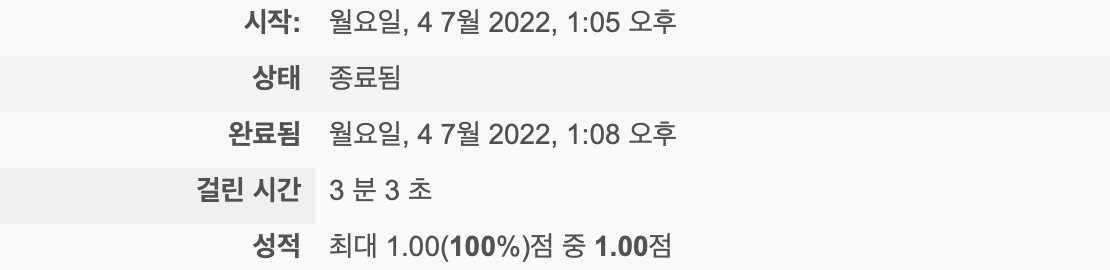 시작: 월요일, 4 7월 2022, 1:05 오후
상태 종료됨
완료됨 월요일, 4 7월 2022, 1:08 오후
걸린 시간 3 분 3 초
성적 최대 1.00(100%)점 중 1.00점